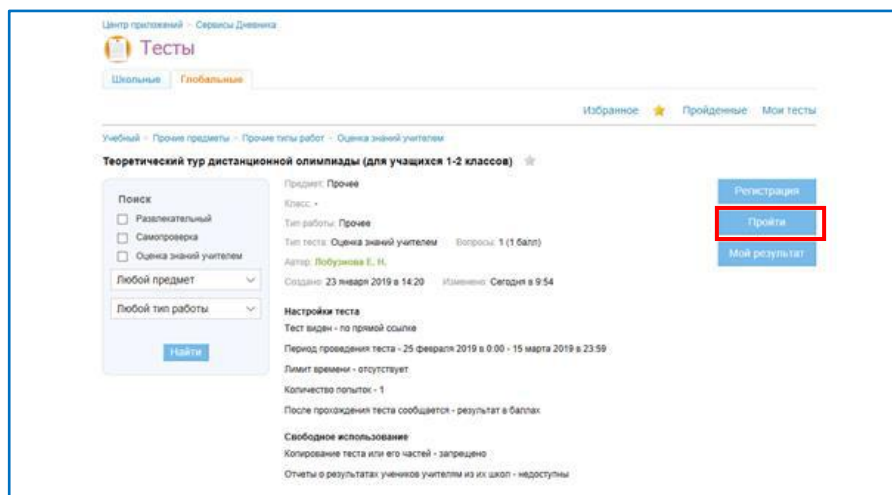 Центр приложений - Сервисы Дневника
Тесты
Школьные Глобальные
Избранное Пройденные Мои тесты
Учебный - Прочие предметы - Прочие типы работ - Оценка знаний учителем
Теоретический тур дистанционной олимпиады (для учащихся 1-2 классов)
Поиск
Развлекательный
Самопроверка
Оценка знаний учителем
Любой предмет
Любой тип работы
Найти
Предмет: Прочее
Класс: -
Тип работы: Прочее
Тип теста: Оценка знаний учителем Вопросы: 1 (1 балл)
Автор: Лобузнова Е. Н.
Создано: 23 января 2019 в 14:20 Изменено: Сегодня в 9:54
Настройки теста
Тест виден - по прямой ссылке
Период проведения теста - 25 февраля 2019 в 0:00 - 15 марта 2019 в 23:59
Лимит времени - отсутствует
Количество попыток - 1
После прохождения теста сообщается - результат в баллах
Свободное использование
Копирование теста или его частей - запрещено
Отчеты о результатах учеников учителям из их школ - недоступны
Регистрация
Пройти
Мой результат